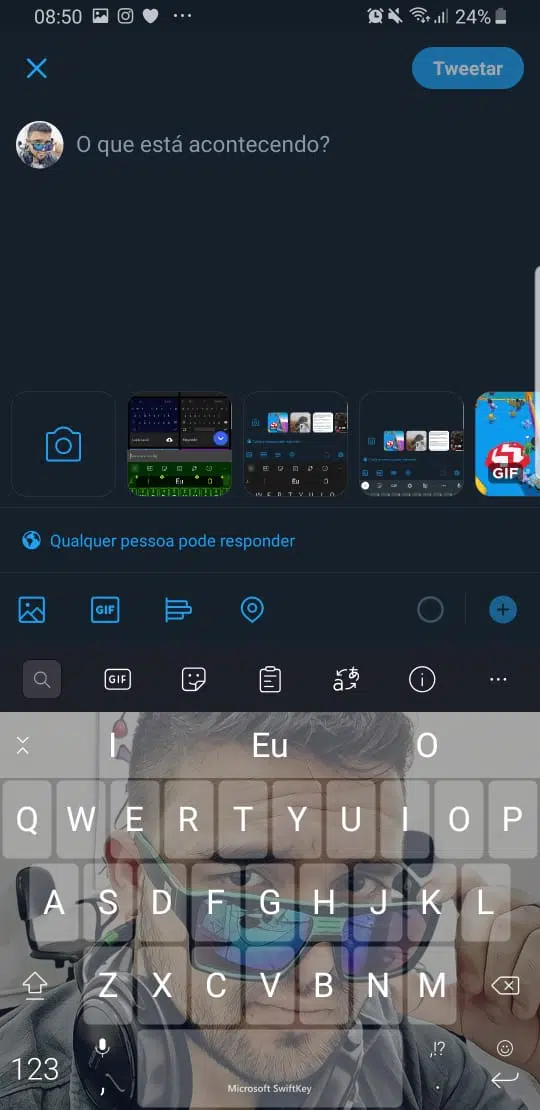 08:50 24%
Tweetar
O que está acontecendo?
Eu O
GIF
Qualquer pessoa pode responder
GIF
GIF
I Eu O
Q W E R T Y U I O P
A S D F G H J K L
Z X C V B N M
123 , Microsoft SwiftKey ,!? .